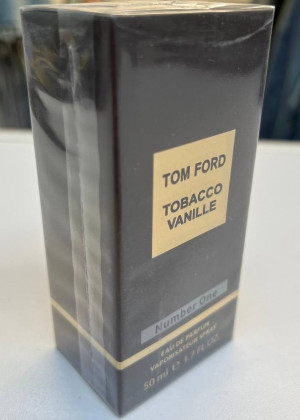 TOM FORD
TOBACCO
VANILLE
Number One
EAU DE PARFUM
VAPORISATEUR SPRAY
50 ml ℮ 1.7 FL.OZ.